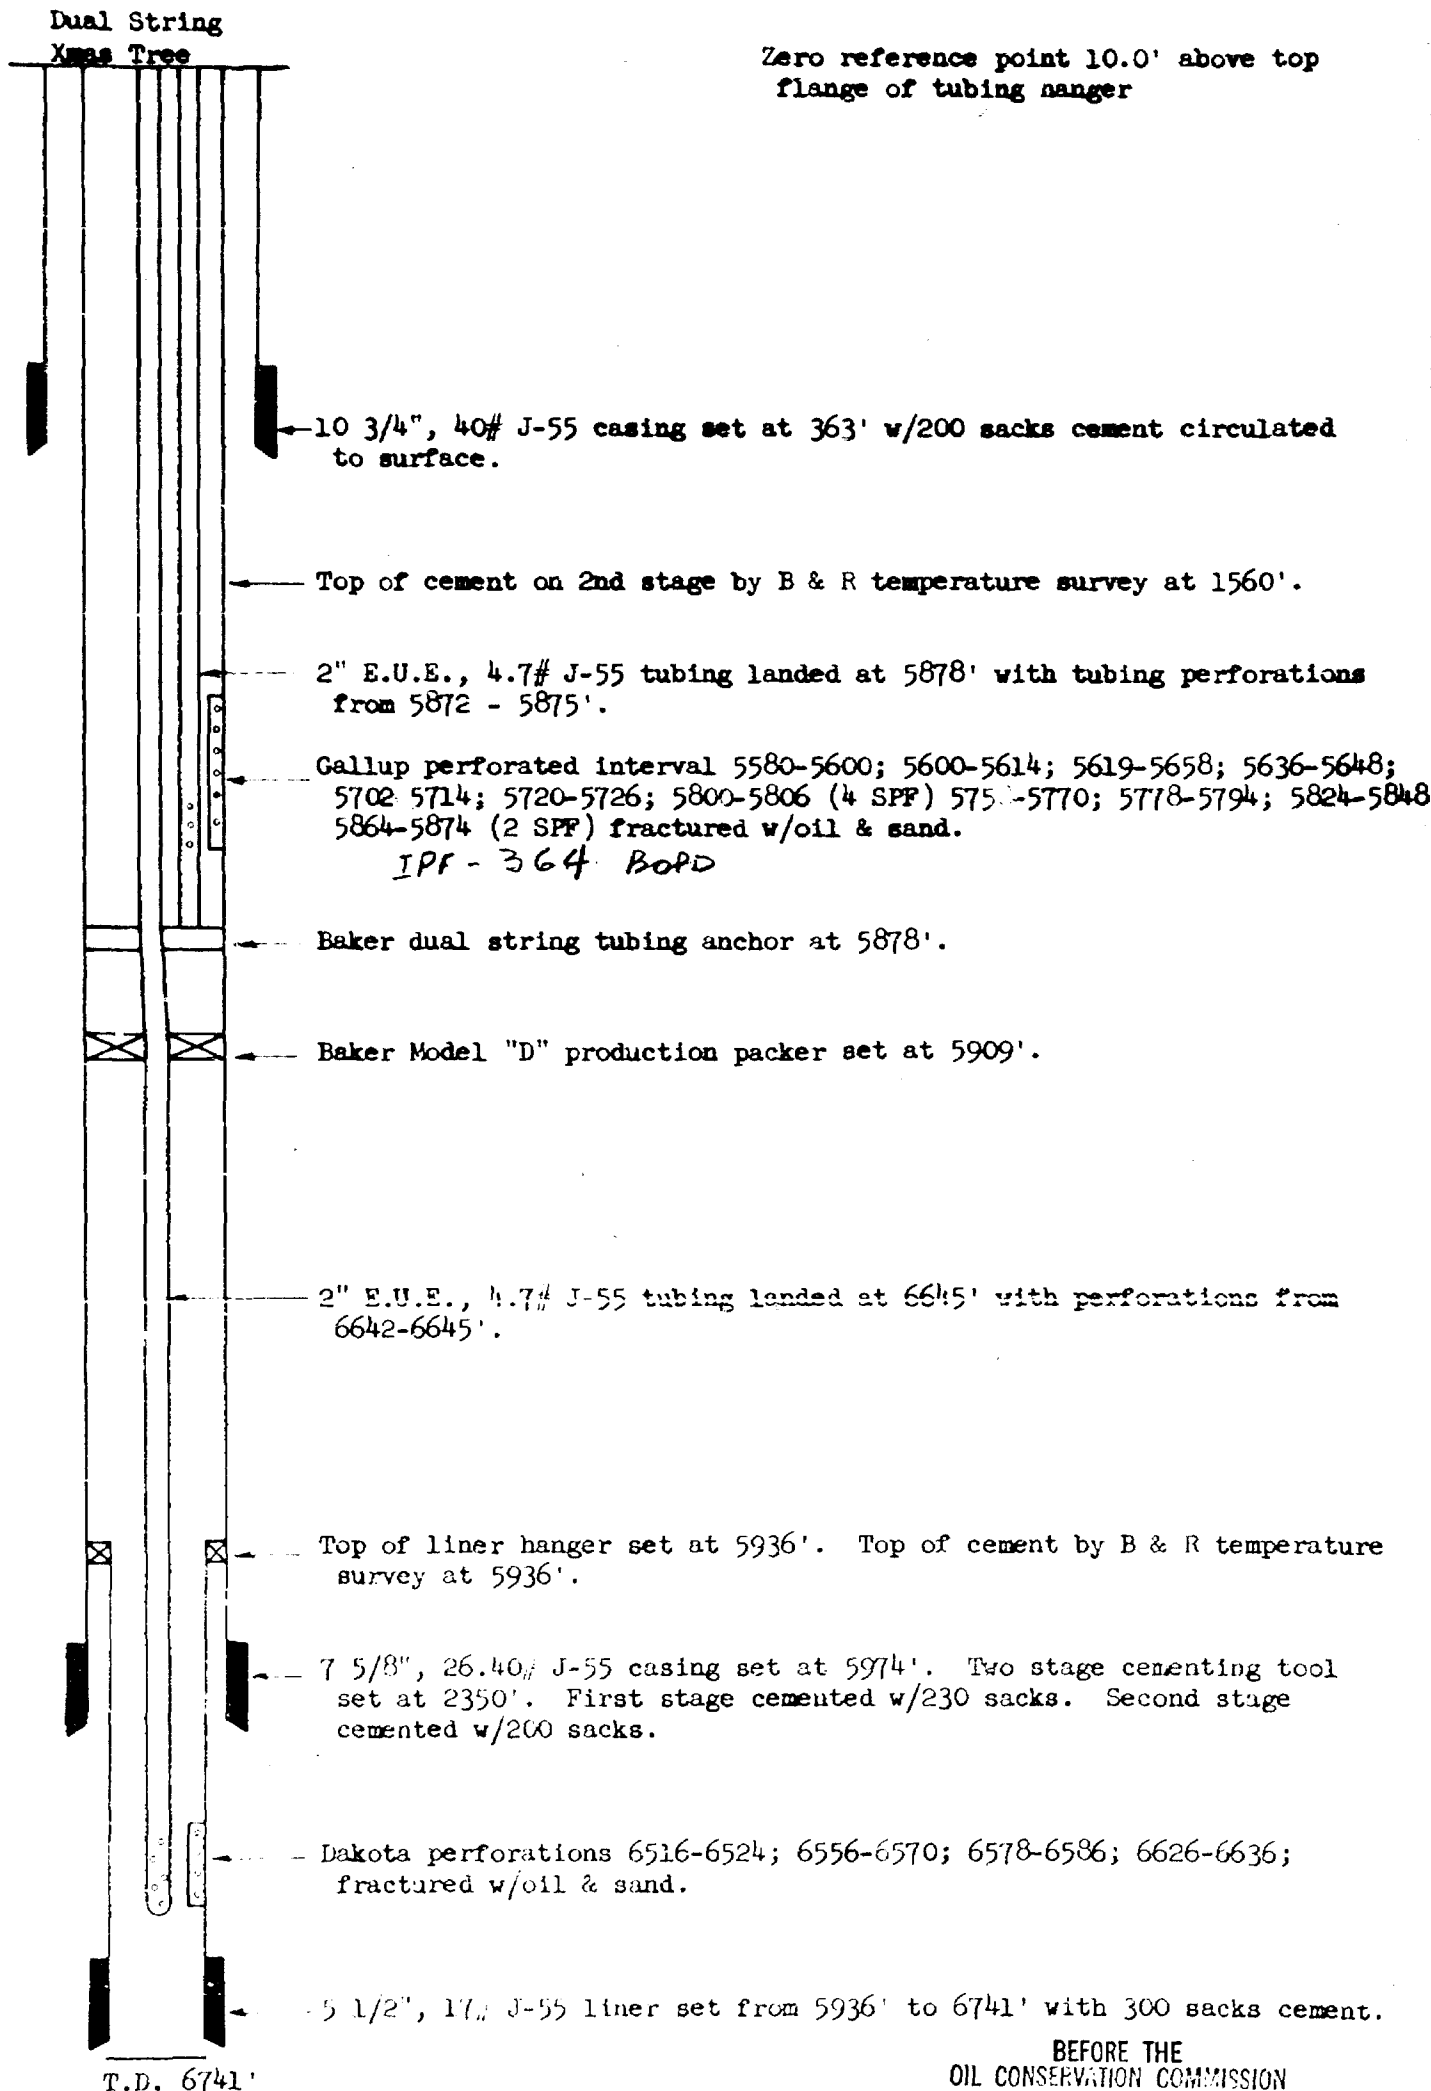 Dual String
Xmas Tree
Zero reference point 10.0' above top
flange of tubing nanger
10 3/4", 40# J-55 casing set at 363' w/200 sacks cement circulated
to surface.
Top of cement on 2nd stage by B & R temperature survey at 1560'.
2" E.U.E., 4.7# J-55 tubing landed at 5878' with tubing perforations
from 5872 - 5875'.
Gallup perforated interval 5580-5600; 5600-5614; 5619-5658; 5636-5648;
5702 5714; 5720-5726; 5800-5806 (4 SPF) 575 -5770; 5778-5794; 5824-5848
5864-5874 (2 SPF) fractured w/oil & sand.
IPF - 364 BOPD
Baker dual string tubing anchor at 5878'.
Baker Model "D" production packer set at 5909'.
2" E.U.E., 4.7# J-55 tubing landed at 6645' with perforations from
6642-6645'.
Top of liner hanger set at 5936'. Top of cement by B & R temperature
survey at 5936'.
7 5/8", 26.40# J-55 casing set at 5974'. Two stage cementing tool
set at 2350'. First stage cemented w/230 sacks. Second stage
cemented w/200 sacks.
Dakota perforations 6516-6524; 6556-6570; 6578-6586; 6626-6636;
fractured w/oil & sand.
5 1/2", 17# J-55 liner set from 5936' to 6741' with 300 sacks cement.
T.D. 6741'
BEFORE THE
OIL CONSERVATION COMMISSION